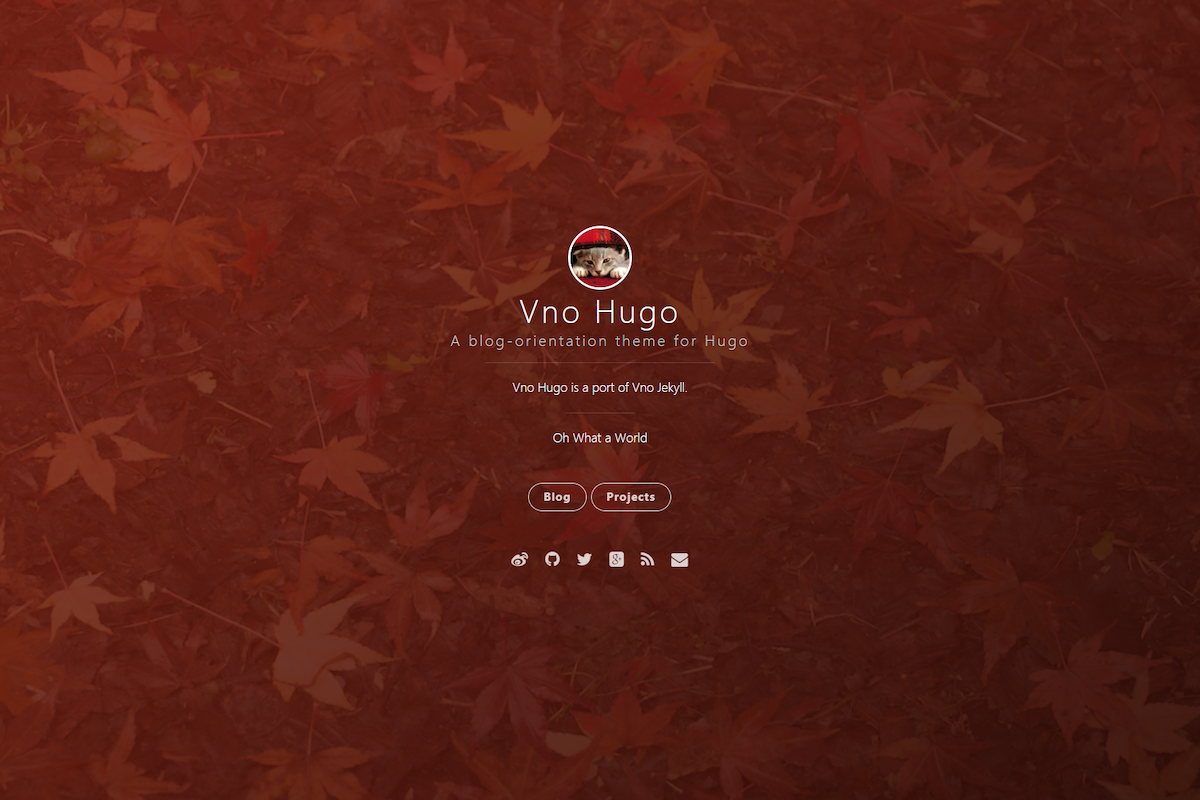 Vno Hugo
A blog-orientation theme for Hugo
Vno Hugo is a port of Vno Jekyll.
Oh What a World
Blog Projects